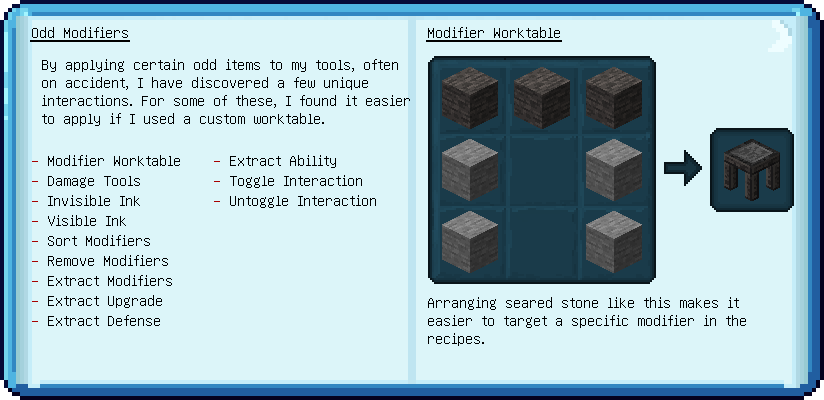 Odd Modifiers
By applying certain odd items to my tools, often
on accident, I have discovered a few unique
interactions. For some of these, I found it easier
to apply if I used a custom worktable.
- Modifier Worktable
- Damage Tools
- Invisible Ink
- Visible Ink
- Sort Modifiers
- Remove Modifiers
- Extract Modifiers
- Extract Upgrade
- Extract Defense
- Extract Ability
- Toggle Interaction
- Untoggle Interaction
Modifier Worktable
Arranging seared stone like this makes it
easier to target a specific modifier in the
recipes.